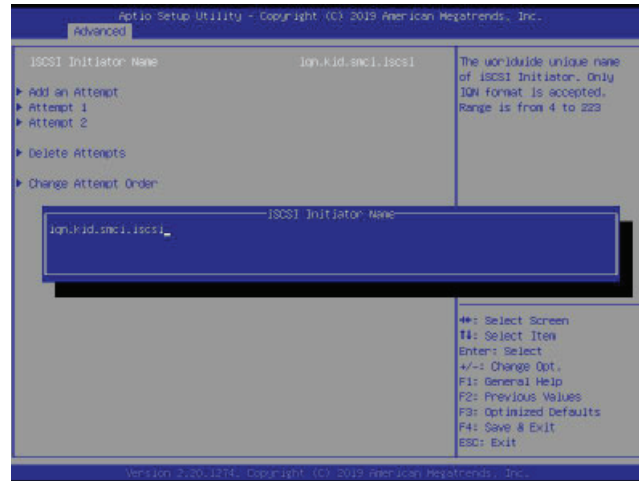 Aptio Setup Utility - Copyright (C) 2019 American Megatrends, Inc.
Advanced
iSCSI Initiator Name iqn.kid.smci.iscsi
Add an Attempt
Attempt 1
Attempt 2
Delete Attempts
Change Attempt Order
The worldwide unique name
of iSCSI Initiator. Only
IQN format is accepted.
Range is from 4 to 223
iSCSI Initiator Name
iqn.kid.smci.iscsi_
: Select Screen
: Select Item
Enter: Select
+/-: Change Opt.
F1: General Help
F2: Previous Values
F3: Optimized Defaults
F4: Save & Exit
ESC: Exit
Version 2.20.1274. Copyright (C) 2019 American Megatrends, Inc.